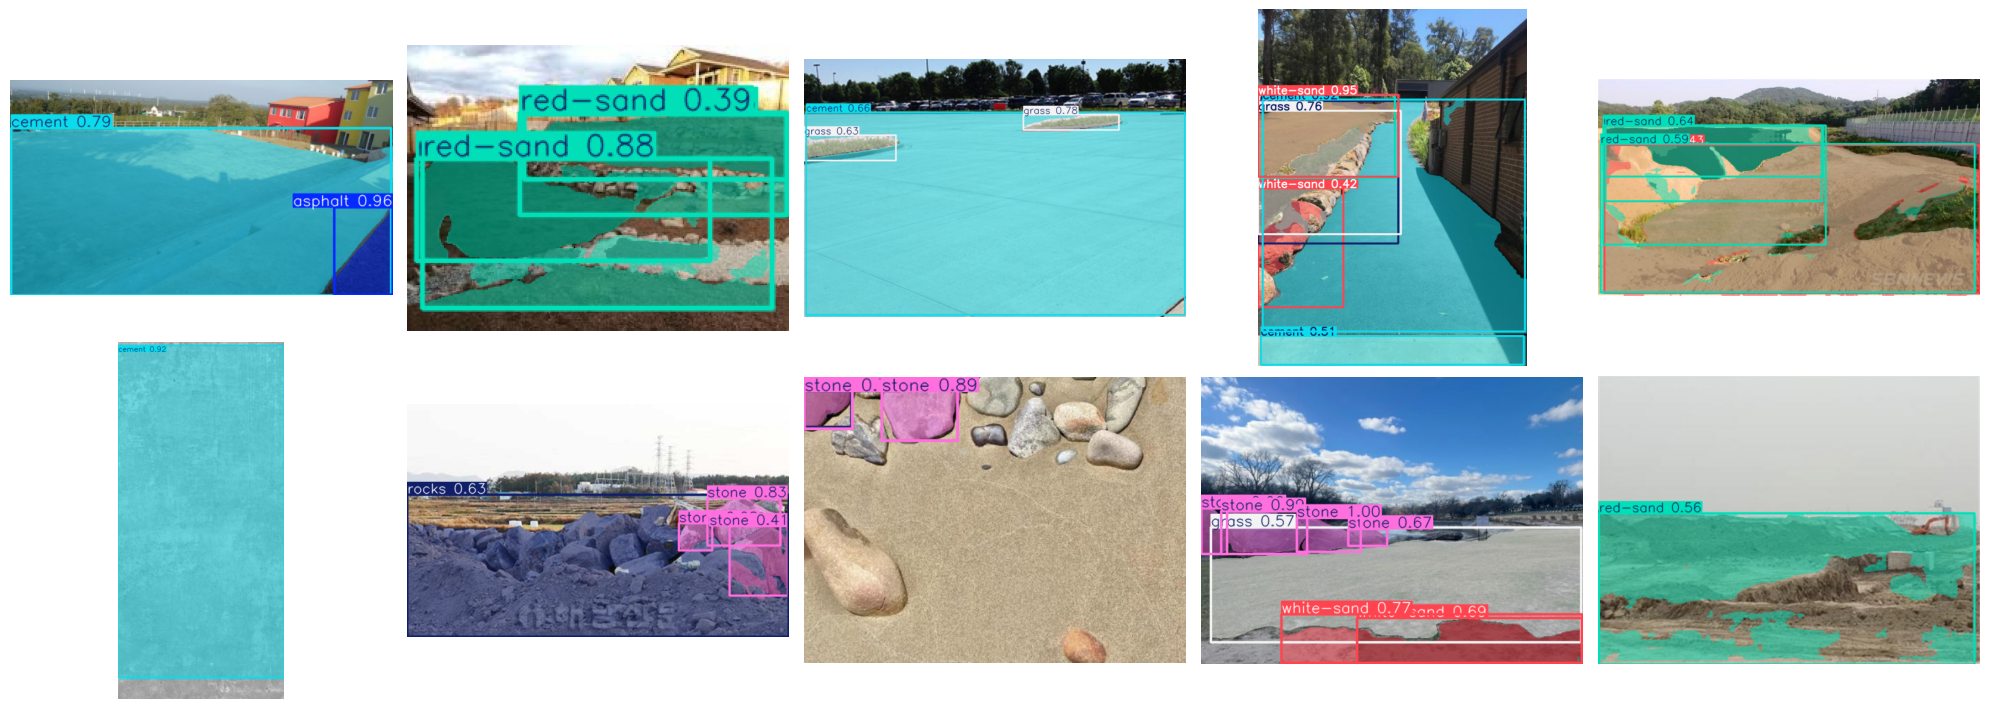 cement 0.79
asphalt 0.96
red-sand 0.39
red-sand 0.88
cement 0.66
grass 0.78
grass 0.63
white-sand 0.95
grass 0.76
white-sand 0.42
cement 0.51
red-sand 0.64
red-sand 0.59
cement 0.92
rocks 0.63
stone 0.83
stone 0.41
stone 0.
stone 0.89
stone 0.9
stone 1.00
grass 0.57
stone 0.67
white-sand 0.77
sand 0.69
red-sand 0.56